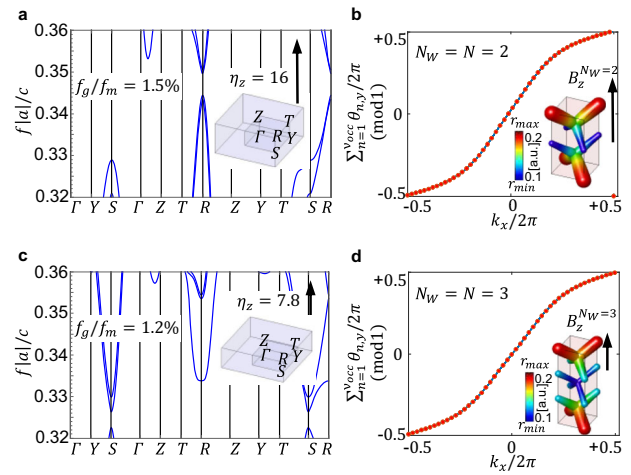 a
0.36
0.35
0.34
0.33
0.32
f|a|/c
f_g/f_m = 1.5%
η_z = 16
Z T
Γ R Y
S
Γ Y S Γ Z T R Z Y T S R
b
+0.5
0
-0.5
∑_{n=1}^{ν_occ} θ_{n,y}/2π
(mod1)
N_W = N = 2
B_z^{N_W=2}
r_max
0.2
[a.u.]
0.1
r_min
-0.5 0 +0.5
k_x/2π
c
0.36
0.35
0.34
0.33
0.32
f|a|/c
f_g/f_m = 1.2%
η_z = 7.8
Z T
Γ R Y
S
Γ Y S Γ Z T R Z Y T S R
d
+0.5
0
-0.5
∑_{n=1}^{ν_occ} θ_{n,y}/2π
(mod1)
N_W = N = 3
B_z^{N_W=3}
r_max
0.2
[a.u.]
0.1
r_min
-0.5 0 +0.5
k_x/2π